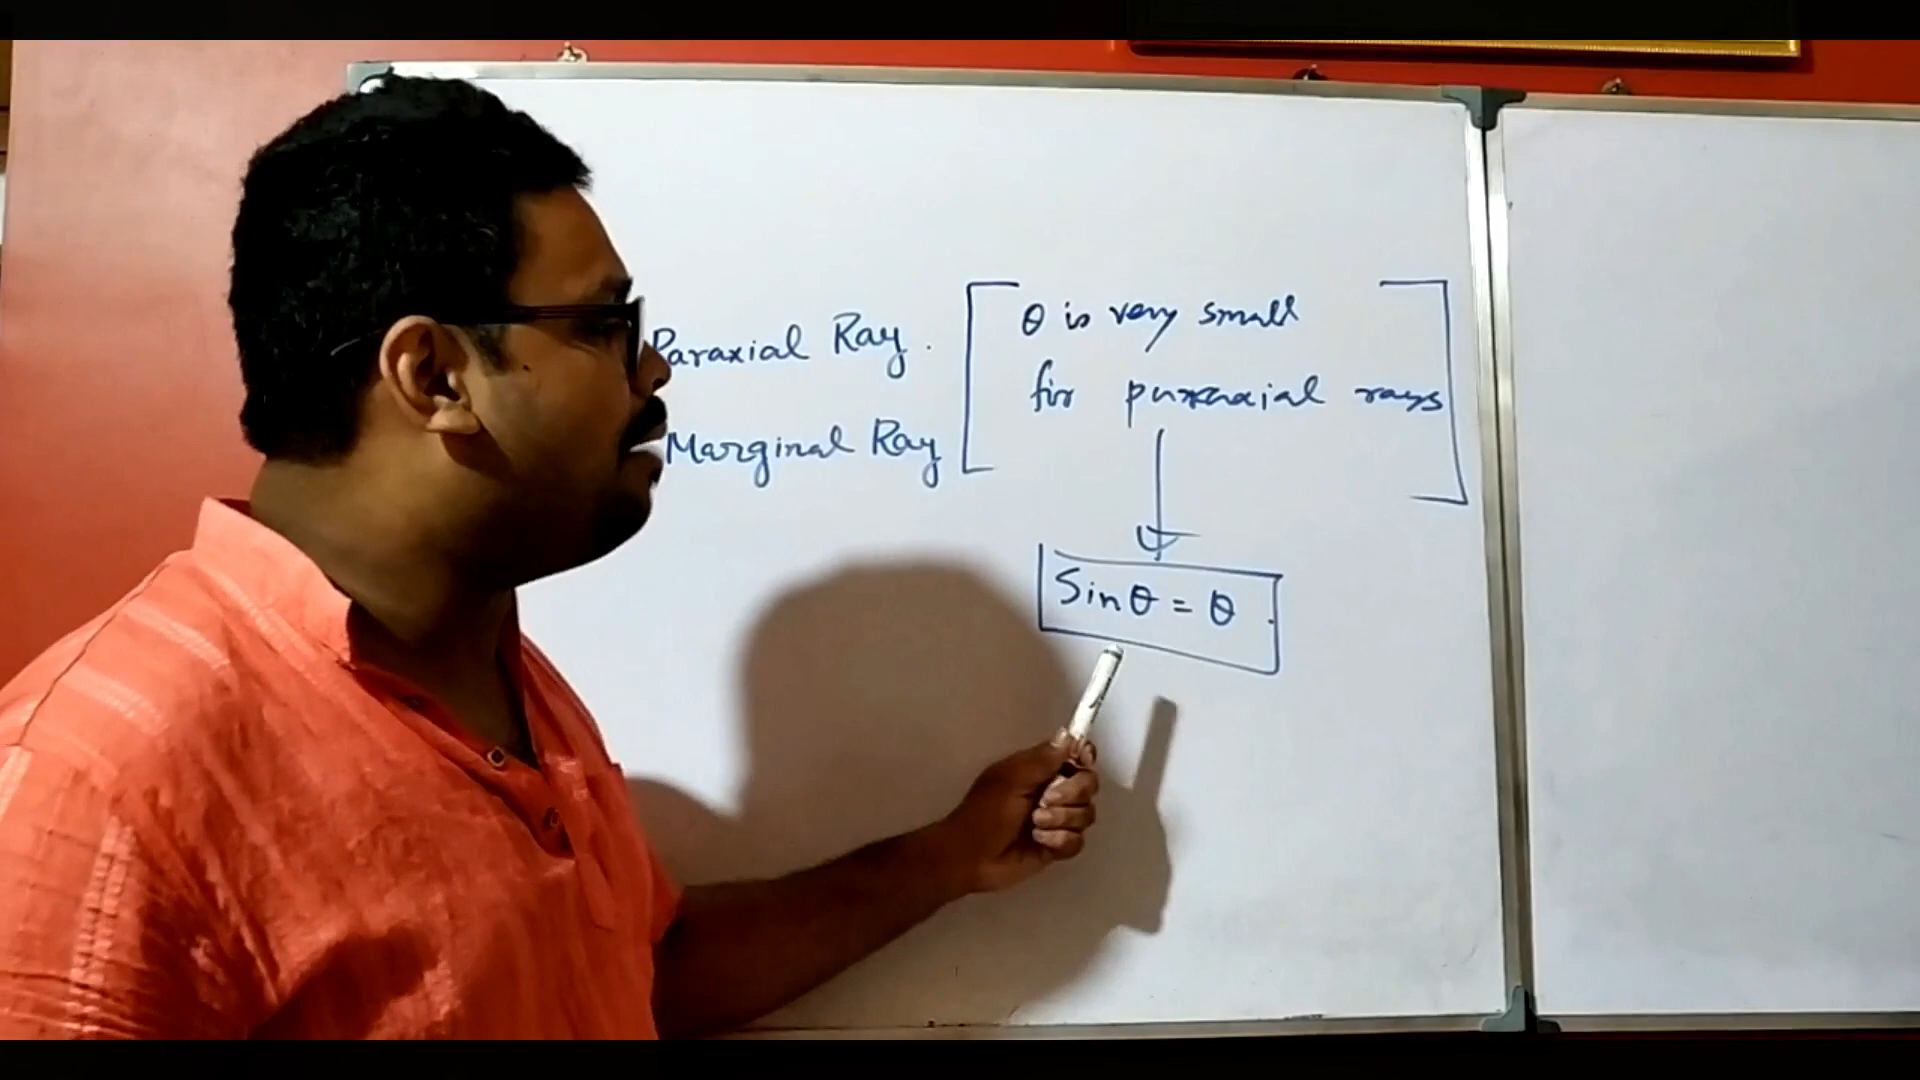 Paraxial Ray.
Marginal Ray
θ is very small
for paraxial rays
Sinθ = θ